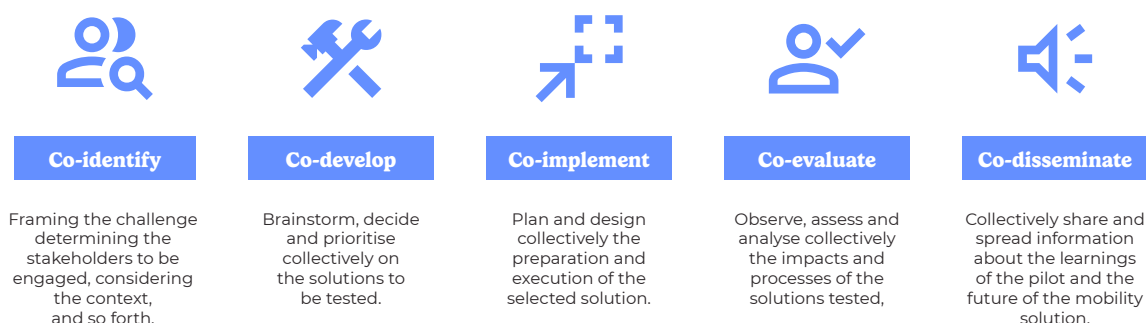 Co-identify
Framing the challenge
determining the
stakeholders to be
engaged, considering
the context,
and so forth.
Co-develop
Brainstorm, decide
and prioritise
collectively on
the solutions to
be tested.
Co-implement
Plan and design
collectively the
preparation and
execution of the
selected solution.
Co-evaluate
Observe, assess and
analyse collectively
the impacts and
processes of the
solutions tested,
Co-disseminate
Collectively share and
spread information
about the learnings
of the pilot and the
future of the mobility
solution.